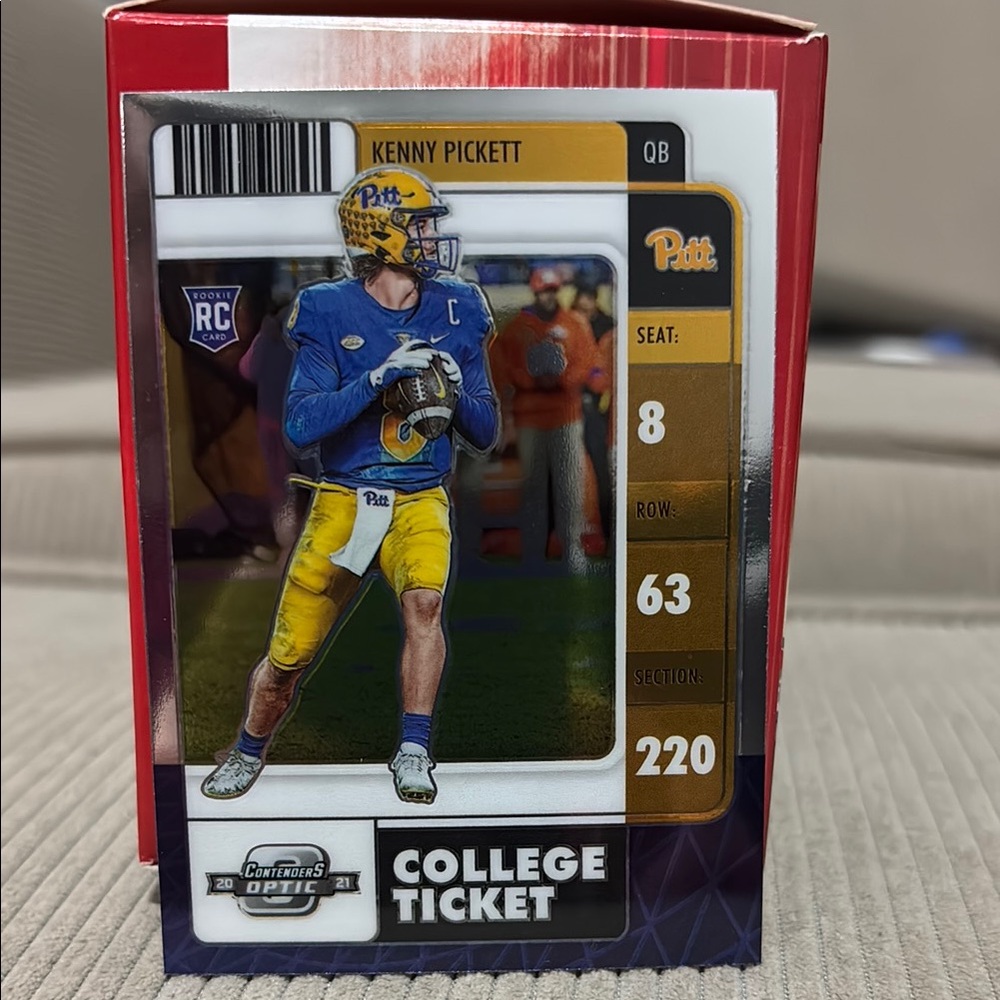 KENNY PICKETT
QB
Pitt
Pitt
ROOKIE
RC
CARD
C
8
Pitt
SEAT:
8
ROW:
63
SECTION:
220
CONTENDERS
20 OPTIC 21
COLLEGE
TICKET